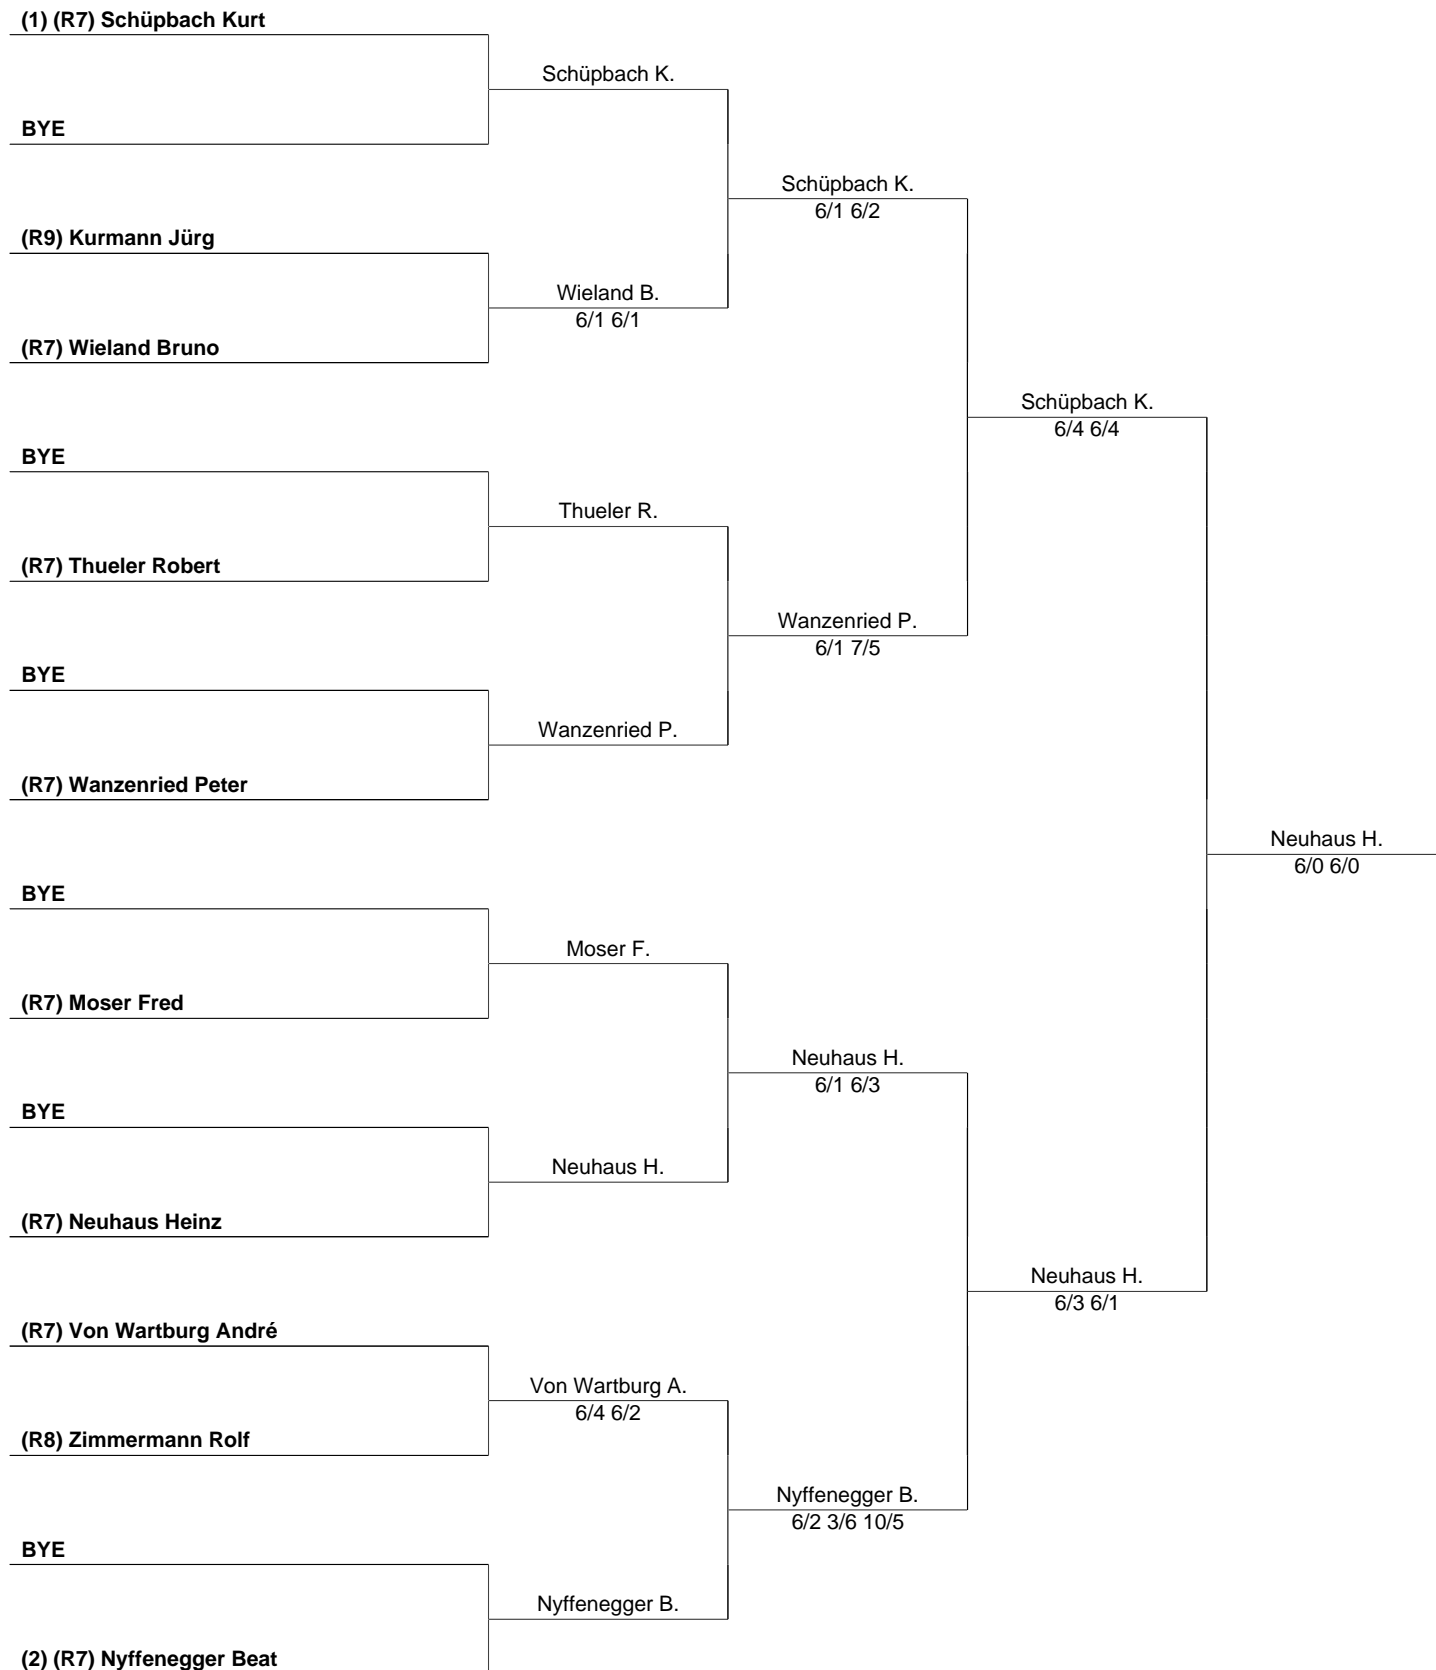 (1) (R7) Schüpbach Kurt
Schüpbach K.
BYE
Schüpbach K.
6/1 6/2
(R9) Kurmann Jürg
Wieland B.
6/1 6/1
(R7) Wieland Bruno
Schüpbach K.
6/4 6/4
BYE
Thueler R.
(R7) Thueler Robert
Wanzenried P.
6/1 7/5
BYE
Wanzenried P.
(R7) Wanzenried Peter
Neuhaus H.
6/0 6/0
BYE
Moser F.
(R7) Moser Fred
Neuhaus H.
6/1 6/3
BYE
Neuhaus H.
(R7) Neuhaus Heinz
Neuhaus H.
6/3 6/1
(R7) Von Wartburg André
Von Wartburg A.
6/4 6/2
(R8) Zimmermann Rolf
Nyffenegger B.
6/2 3/6 10/5
BYE
Nyffenegger B.
(2) (R7) Nyffenegger Beat